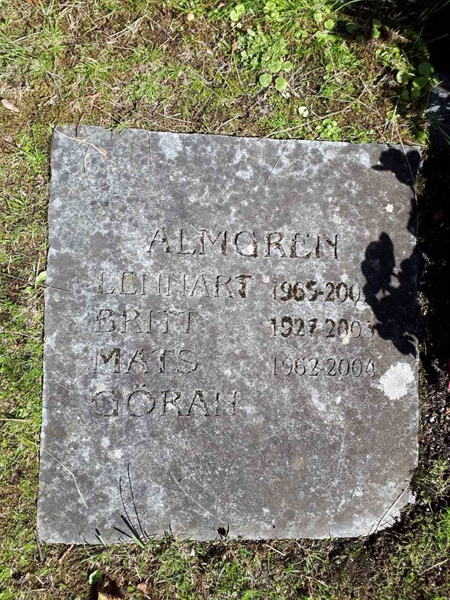 ALMGREN
LENNART
BRITT 1927-2003
MATS 1962-2004
GÖRAN